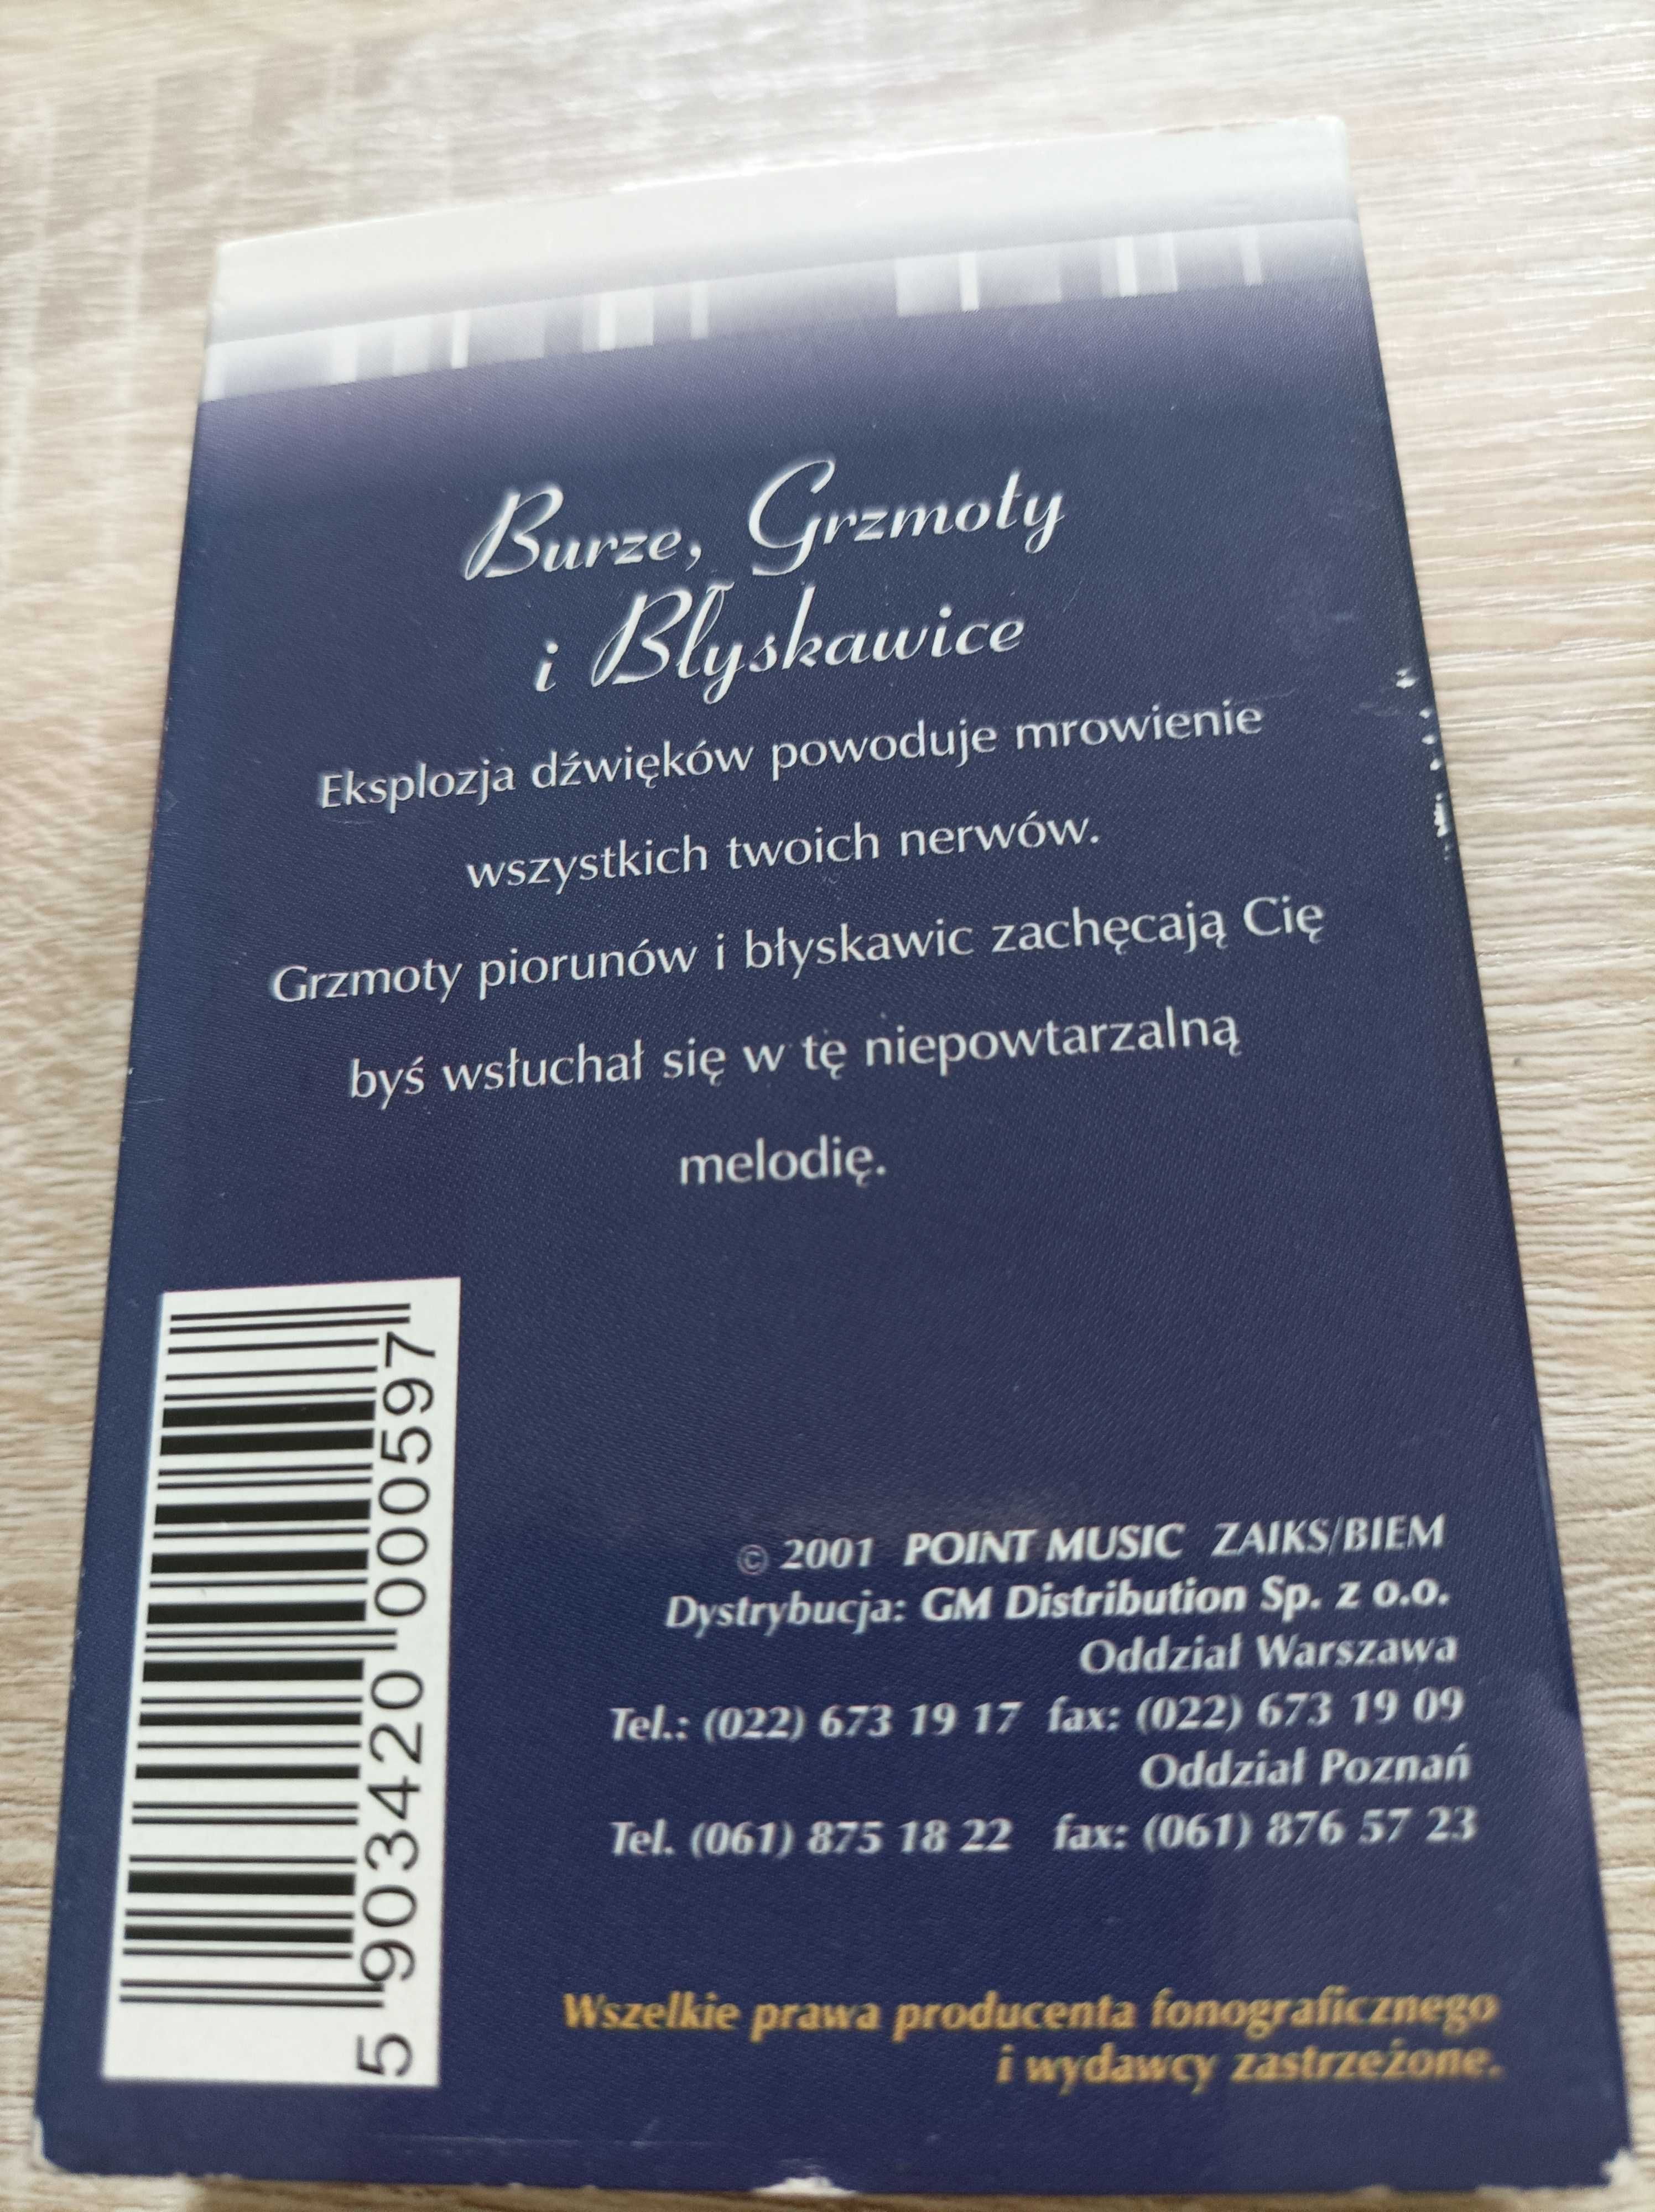 Burze, Grzmoty
i Błyskawice
Eksplozja dźwięków powoduje mrowienie
wszystkich twoich nerwów.
Grzmoty piorunów i błyskawic zachęcają Cię
byś wsłuchał się w tę niepowtarzalną
melodię.
5 903420 000597
© 2001 POINT MUSIC ZAIKS/BIEM
Dystrybucja: GM Distribution Sp. z o.o.
Oddział Warszawa
Tel.: (022) 673 19 17 fax: (022) 673 19 09
Oddział Poznań
Tel. (061) 875 18 22 fax: (061) 876 57 23
Wszelkie prawa producenta fonograficznego
i wydawcy zastrzeżone.